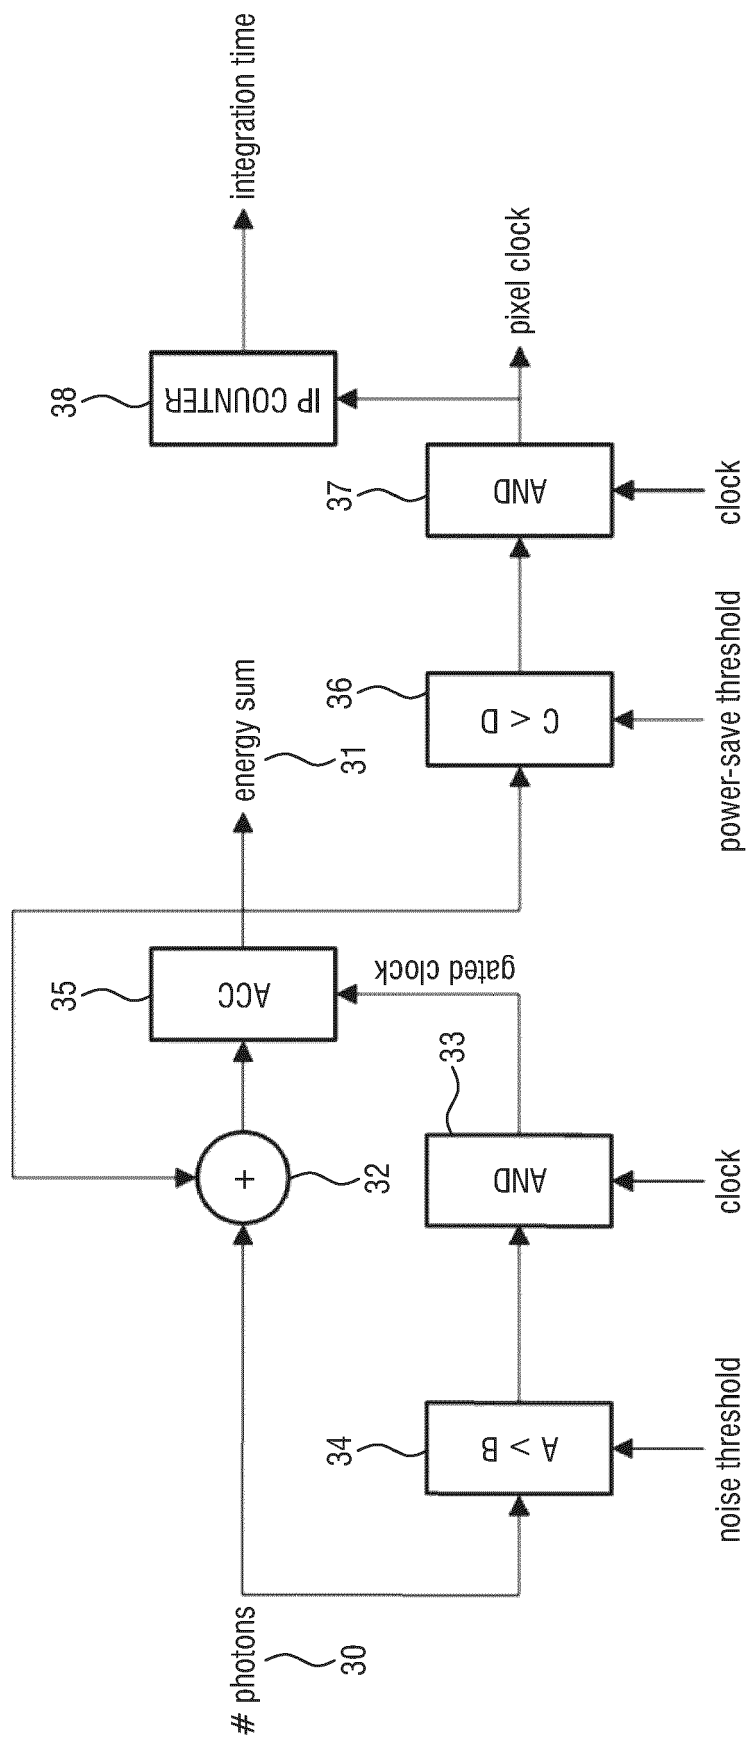 # photons
30
31
energy sum
integration time
32
+
35
ACC
38
IP COUNTER
gated clock
34
A > B
33
AND
36
C < D
37
AND
pixel clock
noise threshold
clock
power-save threshold
clock